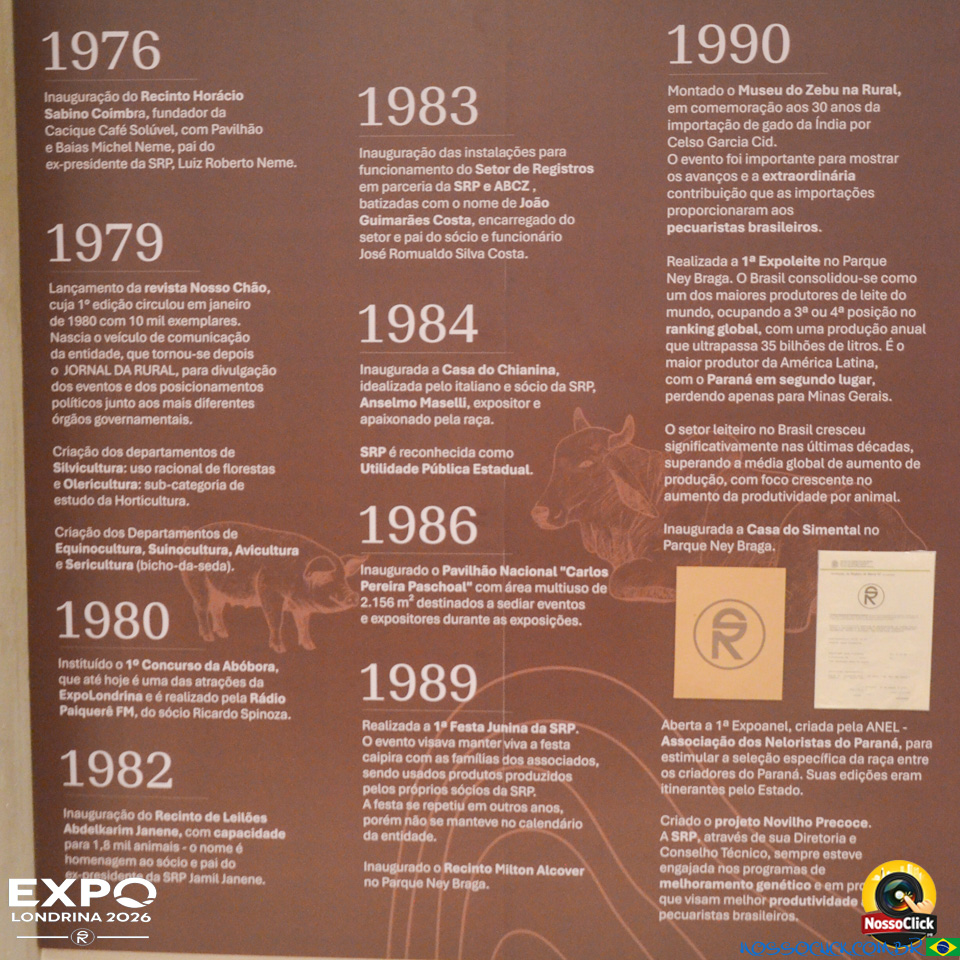 1976
Inauguração do Recinto Horácio
Sabino Coimbra, fundador da
Cacique Café Solúvel, com Pavilhão
e Baias Michel Neme, pai do
ex-presidente da SRP, Luiz Roberto Neme.
1979
Lançamento da revista Nosso Chão,
cuja 1º edição circulou em janeiro
de 1980 com 10 mil exemplares.
Nascia o veículo de comunicação
da entidade, que tornou-se depois
o JORNAL DA RURAL, para divulgação
dos eventos e dos posicionamentos
políticos junto aos mais diferentes
órgãos governamentais.
Criação dos departamentos de
Silvicultura: uso racional de florestas
e Olericultura: sub-categoria de
estudo da Horticultura.
Criação dos Departamentos de
Equinocultura, Suinocultura, Avicultura
e Sericultura (bicho-da-seda).
1980
Instituído o 1º Concurso da Abóbora,
que até hoje é uma das atrações da
ExpoLondrina e é realizado pela Rádio
Paiquerê FM, do sócio Ricardo Spinoza.
1982
Inauguração do Recinto de Leilões
Abdelkarim Janene, com capacidade
para 1,8 mil animais - o nome é
homenagem ao sócio e pai do
ex-presidente da SRP Jamil Janene.
1983
Inauguração das instalações para
funcionamento do Setor de Registros
em parceria da SRP e ABCZ ,
batizadas com o nome de João
Guimarães Costa, encarregado do
setor e pai do sócio e funcionário
José Romualdo Silva Costa.
1984
Inaugurada a Casa do Chianina,
idealizada pelo italiano e sócio da SRP,
Anselmo Maselli, expositor e
apaixonado pela raça.
SRP é reconhecida como
Utilidade Pública Estadual.
1986
Inaugurado o Pavilhão Nacional "Carlos
Pereira Paschoal" com área multiuso de
2.156 m² destinados a sediar eventos
e expositores durante as exposições.
1989
Realizada a 1ª Festa Junina da SRP.
O evento visava manter viva a festa
caipira com as famílias dos associados,
sendo usados produtos produzidos
pelos próprios sócios da SRP.
A festa se repetiu em outros anos,
porém não se manteve no calendário
da entidade.
Inaugurado o Recinto Milton Alcover
no Parque Ney Braga.
1990
Montado o Museu do Zebu na Rural,
em comemoração aos 30 anos da
importação de gado da Índia por
Celso Garcia Cid.
O evento foi importante para mostrar
os avanços e a extraordinária
contribuição que as importações
proporcionaram aos
pecuaristas brasileiros.
Realizada a 1ª Expoleite no Parque
Ney Braga. O Brasil consolidou-se como
um dos maiores produtores de leite do
mundo, ocupando a 3ª ou 4ª posição no
ranking global, com uma produção anual
que ultrapassa 35 bilhões de litros. É o
maior produtor da América Latina,
com o Paraná em segundo lugar,
perdendo apenas para Minas Gerais.
O setor leiteiro no Brasil cresceu
significativamente nas últimas décadas,
superando a média global de aumento de
produção, com foco crescente no
aumento da produtividade por animal.
Inaugurada a Casa do Simental no
Parque Ney Braga.
SR
SR
Aberta a 1ª Expoanel, criada pela ANEL -
Associação dos Neloristas do Paraná, para
estimular a seleção específica da raça entre
os criadores do Paraná. Suas edições eram
itinerantes pelo Estado.
Criado o projeto Novilho Precoce.
A SRP, através de sua Diretoria e
Conselho Técnico, sempre esteve
engajada nos programas de
melhoramento genético e em pro
que visam melhor produtividade
pecuaristas brasileiros.
EXPO
LONDRINA 2026
SR
NossoClick
NOSSOCLICK.COM.BR